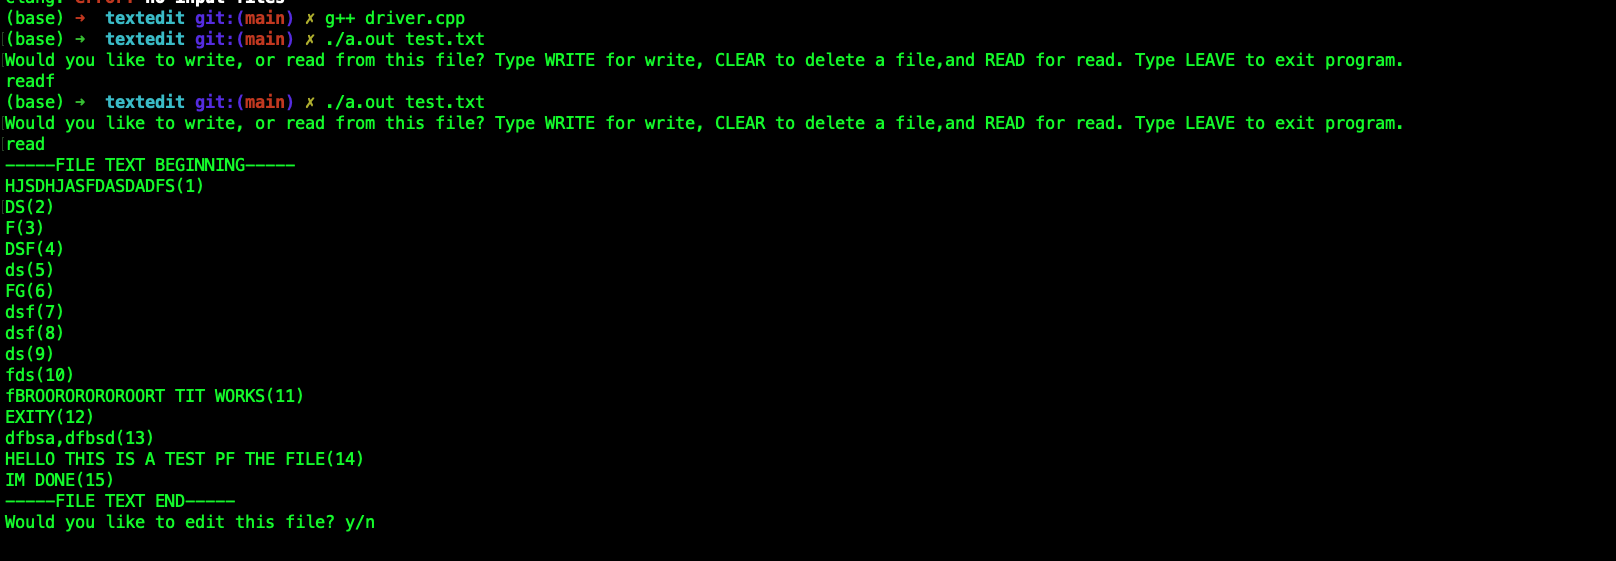 clang: error: no input files
(base) ➜  textedit git:(main) ✗ g++ driver.cpp
(base) ➜  textedit git:(main) ✗ ./a.out test.txt
Would you like to write, or read from this file? Type WRITE for write, CLEAR to delete a file,and READ for read. Type LEAVE to exit program.
readf
(base) ➜  textedit git:(main) ✗ ./a.out test.txt
Would you like to write, or read from this file? Type WRITE for write, CLEAR to delete a file,and READ for read. Type LEAVE to exit program.
read
-----FILE TEXT BEGINNING-----
HJSDHJASFDASDADFS(1)
DS(2)
F(3)
DSF(4)
ds(5)
FG(6)
dsf(7)
dsf(8)
ds(9)
fds(10)
fBROOROROROROORT TIT WORKS(11)
EXITY(12)
dfbsa,dfbsd(13)
HELLO THIS IS A TEST PF THE FILE(14)
IM DONE(15)
-----FILE TEXT END-----
Would you like to edit this file? y/n